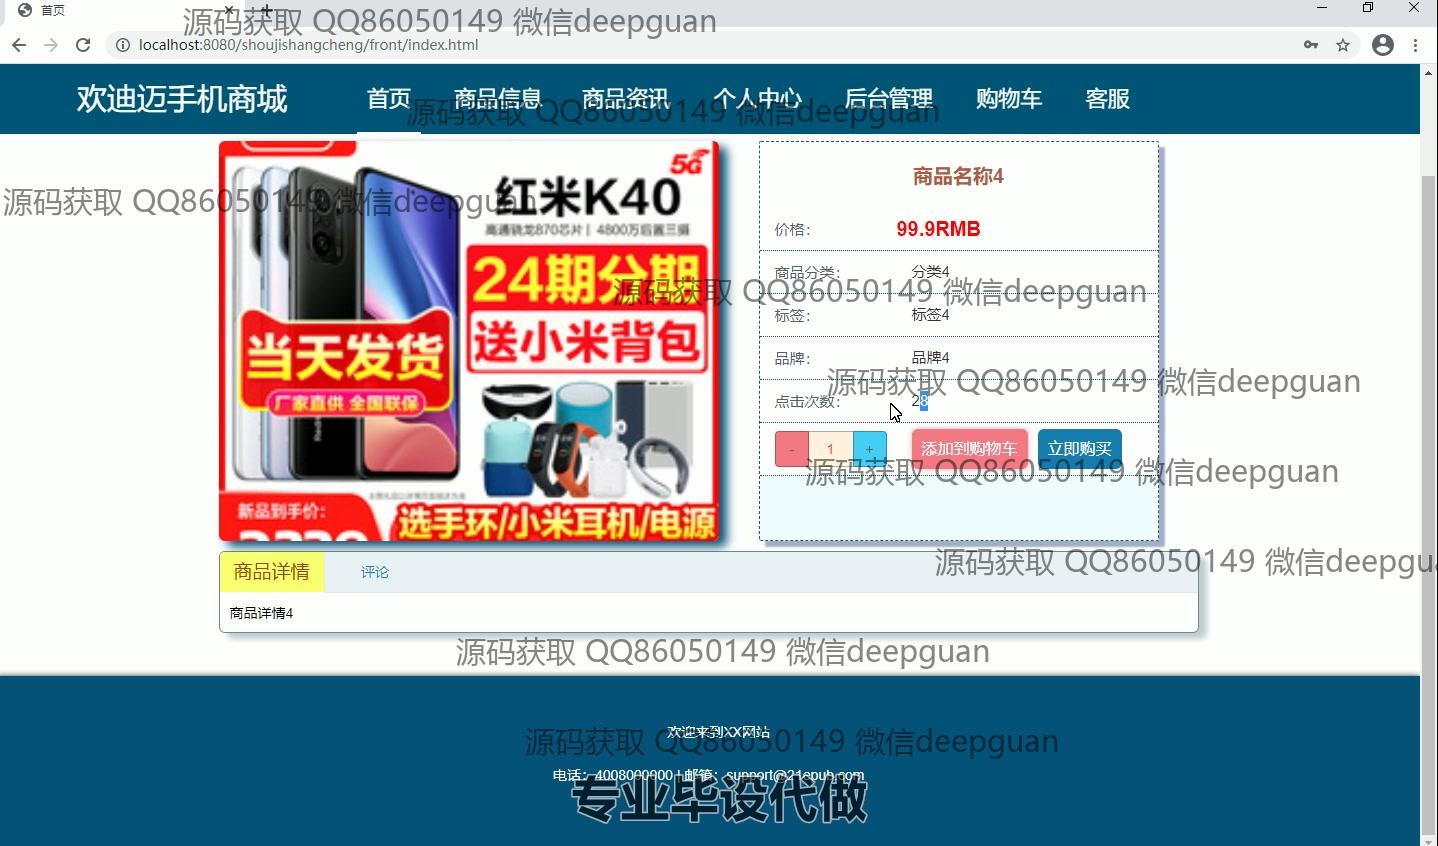 首页
源码获取 QQ86050149 微信deepguan
localhost:8080/shoujishangcheng/front/index.html
欢迪迈手机商城
首页
商品信息
商品资讯
个人中心
后台管理
购物车
客服
源码获取 QQ86050149 微信deepguan
源码获取 QQ86050149 微信deepguan
5G
红米K40
高通骁龙870芯片 | 4800万后置三摄
24期分期
送小米背包
当天发货
厂家直供 全国联保
Redmi
新品到手价:
选手环/小米耳机/电源
商品名称4
价格: 99.9RMB
商品分类: 分类4
源码获取 QQ86050149 微信deepguan
标签: 标签4
品牌: 品牌4
源码获取 QQ86050149 微信deepguan
点击次数: 28
- 1 + 添加到购物车 立即购买
源码获取 QQ86050149 微信deepguan
源码获取 QQ86050149 微信deepgu
商品详情 评论
商品详情4
源码获取 QQ86050149 微信deepguan
欢迎来到XX网站
源码获取 QQ86050149 微信deepguan
电话：4008000000 | 邮箱：support@21epub.com
专业毕设代做